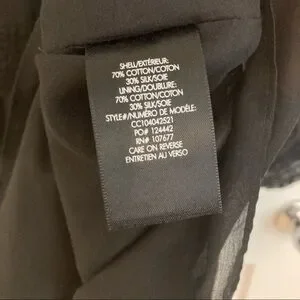 SHELL/EXTÉRIEUR:
70% COTTON/COTON
30% SILK/SOIE
LINING/DOUBLURE:
70% COTTON/COTON
30% SILK/SOIE
STYLE#/NUMÉRO DE MODÈLE:
CC104042521
PO# 124442
RN# 107677
CARE ON REVERSE
ENTRETIEN AU VERSO